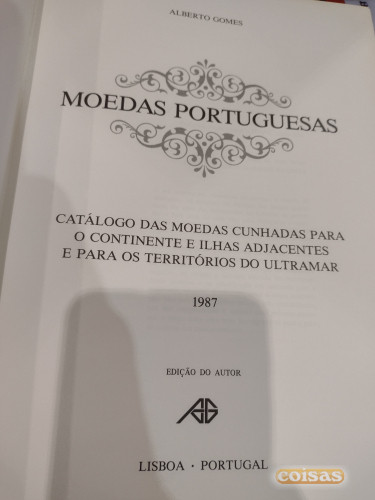 ALBERTO GOMES
MOEDAS PORTUGUESAS
CATÁLOGO DAS MOEDAS CUNHADAS PARA
O CONTINENTE E ILHAS ADJACENTES
E PARA OS TERRITÓRIOS DO ULTRAMAR
1987
EDIÇÃO DO AUTOR
AG
LISBOA · PORTUGAL
coisas